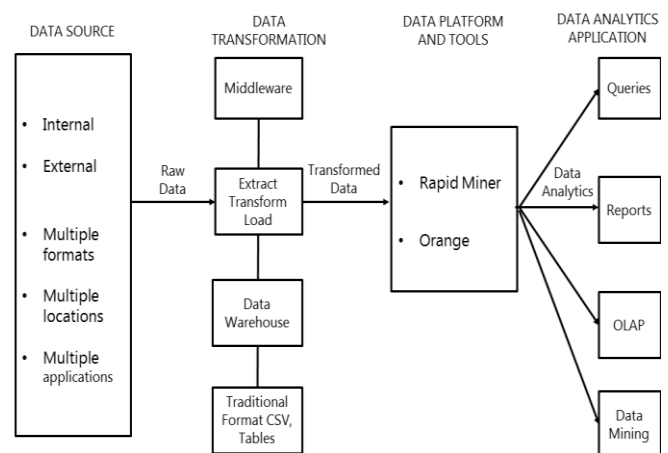 DATA SOURCE
DATA
TRANSFORMATION
DATA PLATFORM
AND TOOLS
DATA ANALYTICS
APPLICATION
• Internal
• External
• Multiple
formats
• Multiple
locations
• Multiple
applications
Raw
Data
Middleware
Extract
Transform
Load
Data
Warehouse
Traditional
Format CSV,
Tables
Transformed
Data
• Rapid Miner
• Orange
Data
Analytics
Queries
Reports
OLAP
Data
Mining